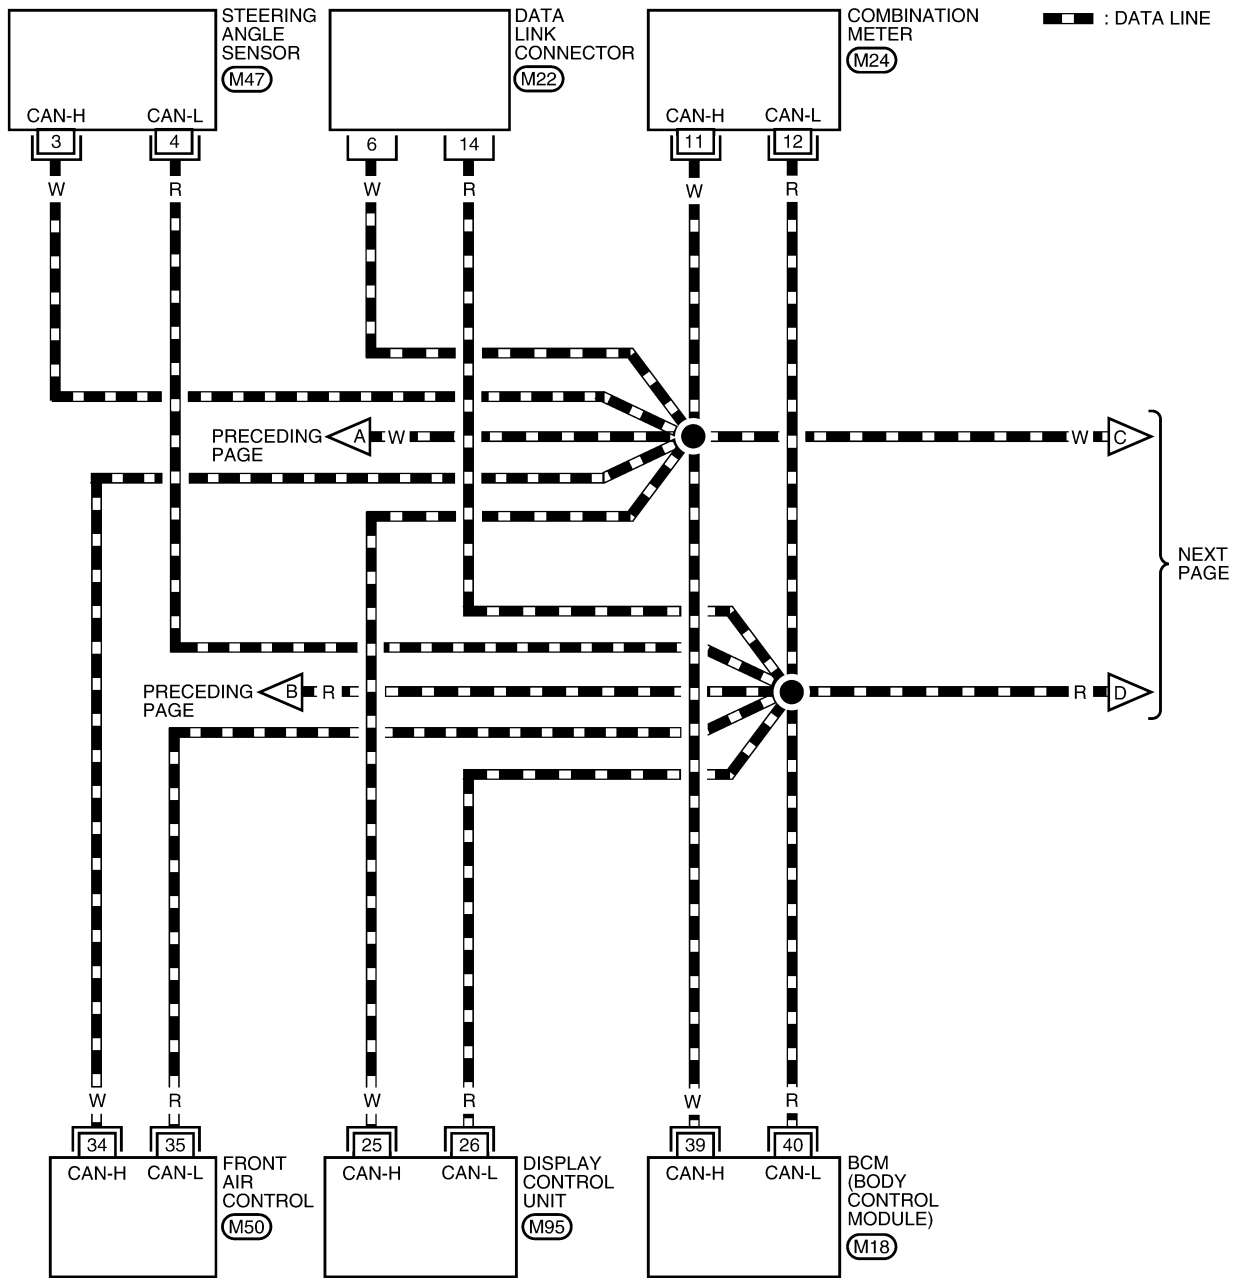 STEERING
ANGLE
SENSOR
M47
CAN-H
CAN-L
3
4
W
R
DATA
LINK
CONNECTOR
M22
6
14
W
R
COMBINATION
METER
M24
CAN-H
CAN-L
11
12
W
R
: DATA LINE
PRECEDING
PAGE
A
W
W
C
NEXT
PAGE
PRECEDING
PAGE
B
R
R
D
W
R
34
35
CAN-H
CAN-L
FRONT
AIR
CONTROL
M50
W
R
25
26
CAN-H
CAN-L
DISPLAY
CONTROL
UNIT
M95
W
R
39
40
CAN-H
CAN-L
BCM
(BODY
CONTROL
MODULE)
M18